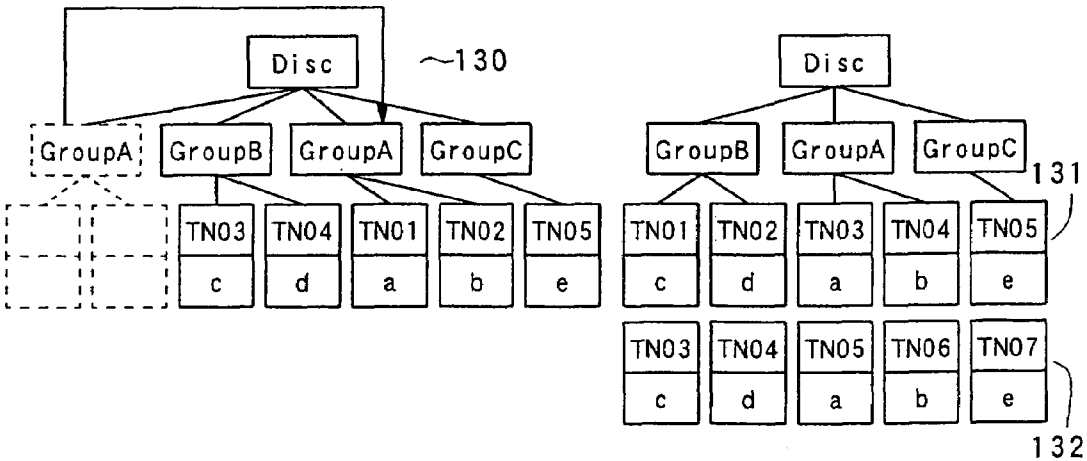 Disc
130
GroupA GroupB GroupA GroupC
TN03 TN04 TN01 TN02 TN05
c d a b e
Disc
GroupB GroupA GroupC
131
TN01 TN02 TN03 TN04 TN05
c d a b e
TN03 TN04 TN05 TN06 TN07
c d a b e
132